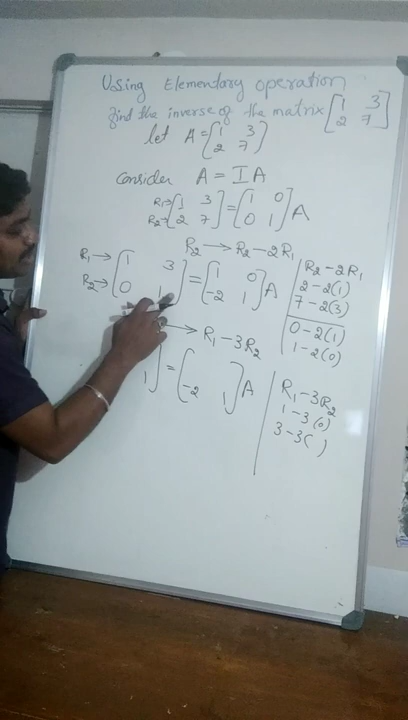 Using Elementary operation
find the inverse of the matrix [1 3
2 7]
let A = [1 3
2 7]
Consider A = IA
R1→ [1 3
R2→ 2 7] = [1 0
0 1] A
R2 → R2 - 2R1
R1→ [1 3
R2→ 0 1] = [1 0
-2 1] A
R2 - 2R1
2 - 2(1)
7 - 2(3)
0 - 2(1)
1 - 2(0)
→ R1 - 3R2
1] = [
-2 1] A
R1 - 3R2
1 - 3(0)
3 - 3( )